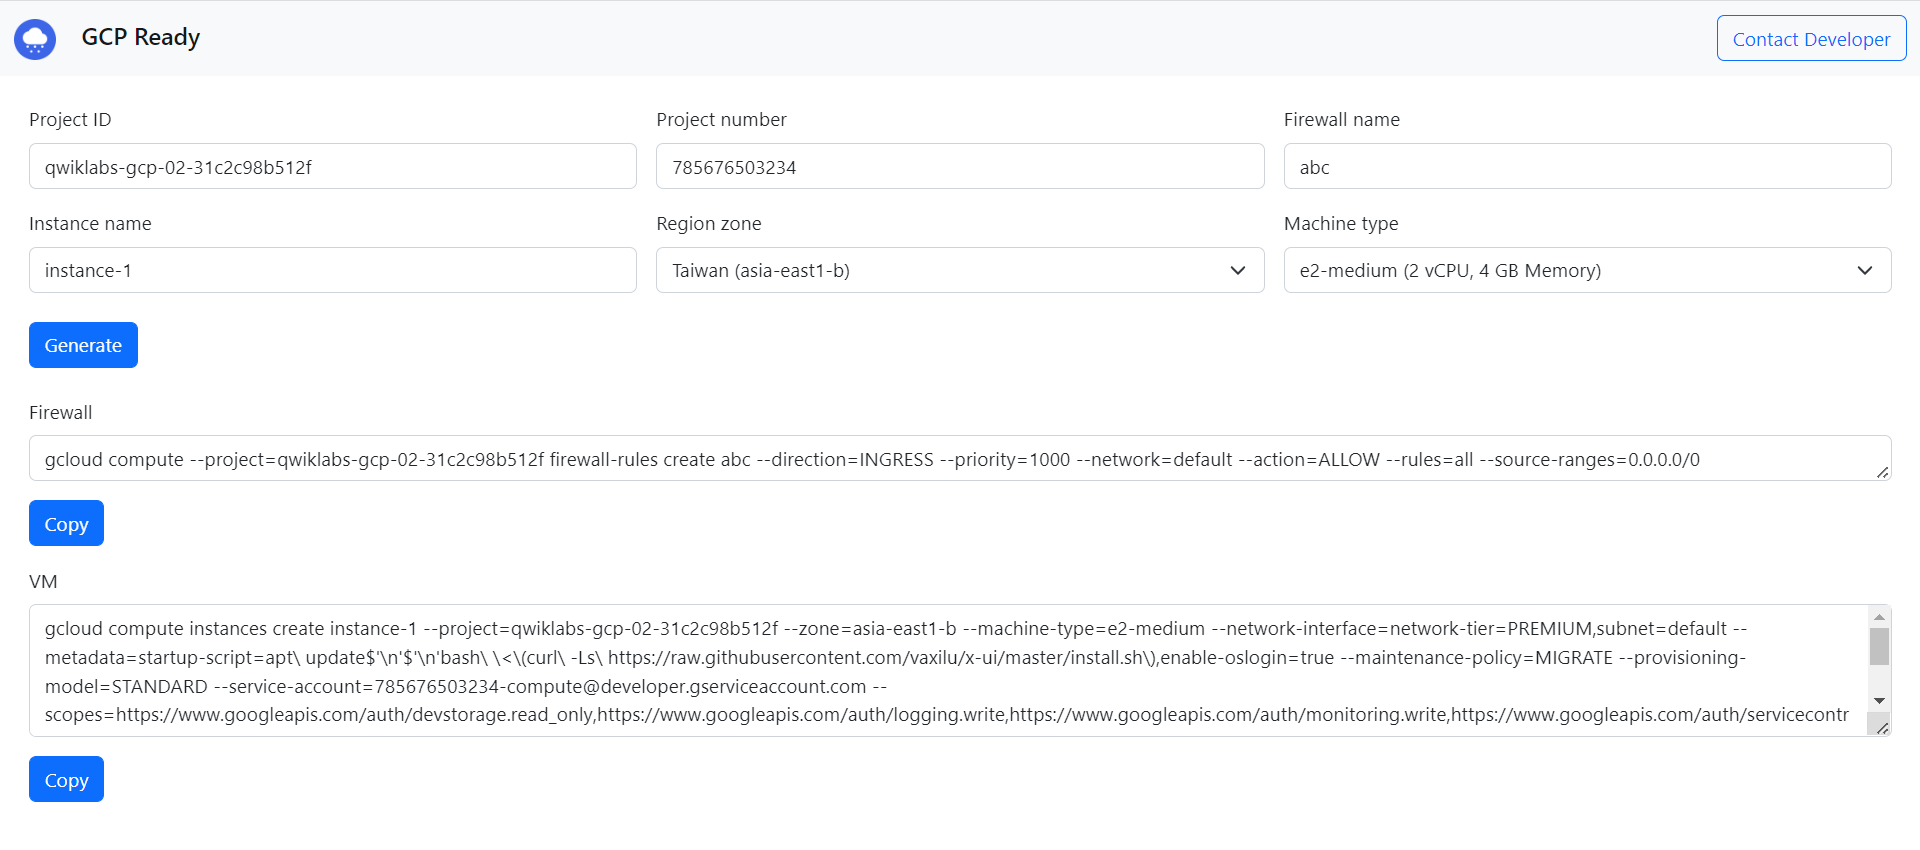 GCP Ready
Contact Developer
Project ID
Project number
Firewall name
qwiklabs-gcp-02-31c2c98b512f
785676503234
abc
Instance name
Region zone
Machine type
instance-1
Taiwan (asia-east1-b)
e2-medium (2 vCPU, 4 GB Memory)
Generate
Firewall
gcloud compute --project=qwiklabs-gcp-02-31c2c98b512f firewall-rules create abc --direction=INGRESS --priority=1000 --network=default --action=ALLOW --rules=all --source-ranges=0.0.0.0/0
Copy
VM
gcloud compute instances create instance-1 --project=qwiklabs-gcp-02-31c2c98b512f --zone=asia-east1-b --machine-type=e2-medium --network-interface=network-tier=PREMIUM,subnet=default --
metadata=startup-script=apt\ update$'\n'$'\n'bash\ \<\(curl\ -Ls\ https://raw.githubusercontent.com/vaxilu/x-ui/master/install.sh\),enable-oslogin=true --maintenance-policy=MIGRATE --provisioning-
model=STANDARD --service-account=785676503234-compute@developer.gserviceaccount.com --
scopes=https://www.googleapis.com/auth/devstorage.read_only,https://www.googleapis.com/auth/logging.write,https://www.googleapis.com/auth/monitoring.write,https://www.googleapis.com/auth/servicecontr
Copy